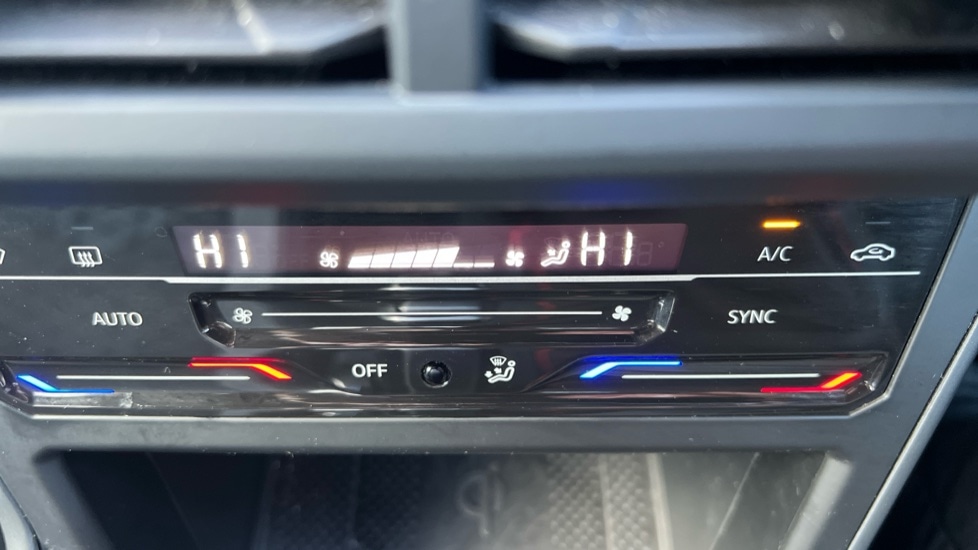 HI HI A/C
AUTO SYNC
OFF